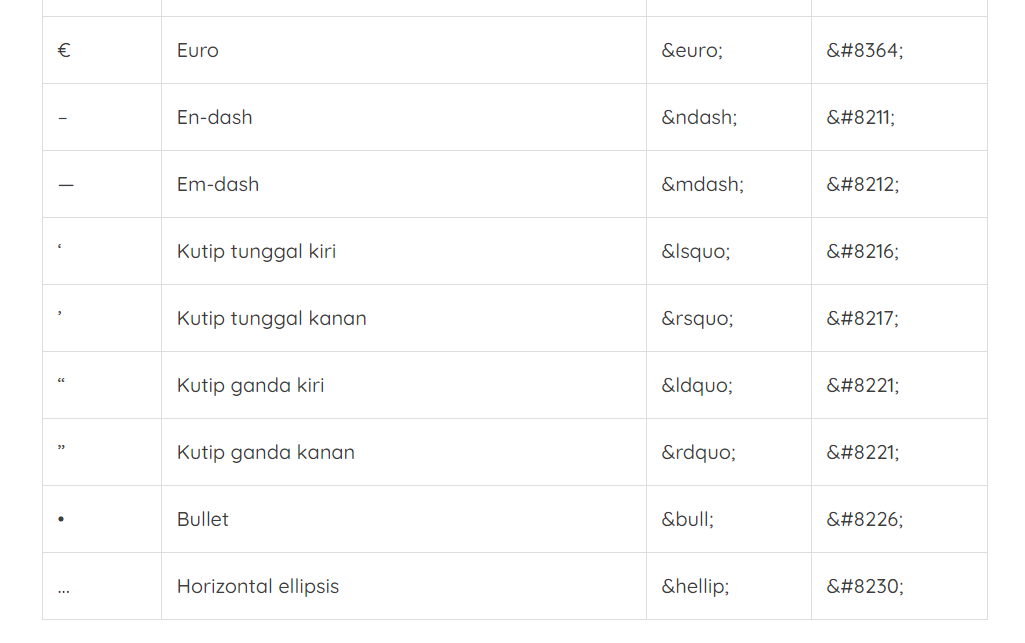 € Euro &euro; &#8364;
– En-dash &ndash; &#8211;
— Em-dash &mdash; &#8212;
‘ Kutip tunggal kiri &lsquo; &#8216;
’ Kutip tunggal kanan &rsquo; &#8217;
“ Kutip ganda kiri &ldquo; &#8221;
” Kutip ganda kanan &rdquo; &#8221;
• Bullet &bull; &#8226;
... Horizontal ellipsis &hellip; &#8230;